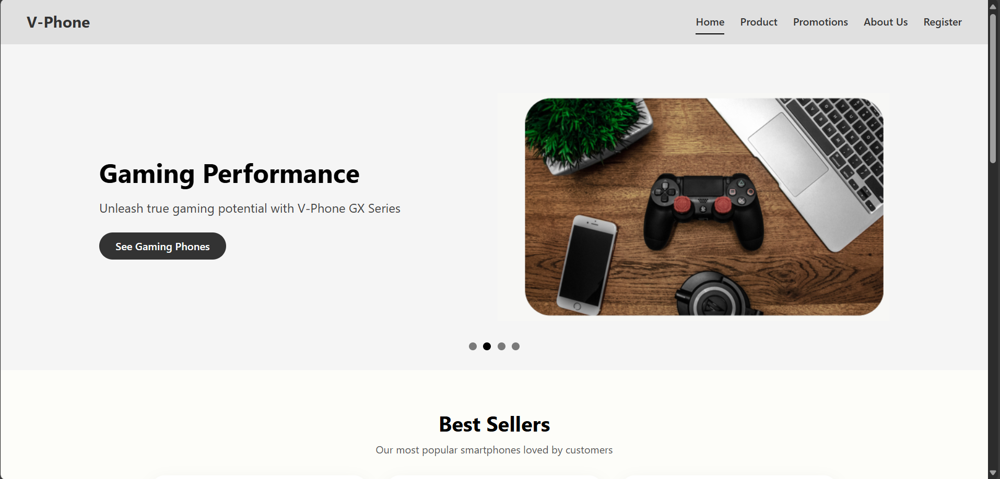 V-Phone
Home Product Promotions About Us Register
Gaming Performance
Unleash true gaming potential with V-Phone GX Series
See Gaming Phones
Best Sellers
Our most popular smartphones loved by customers